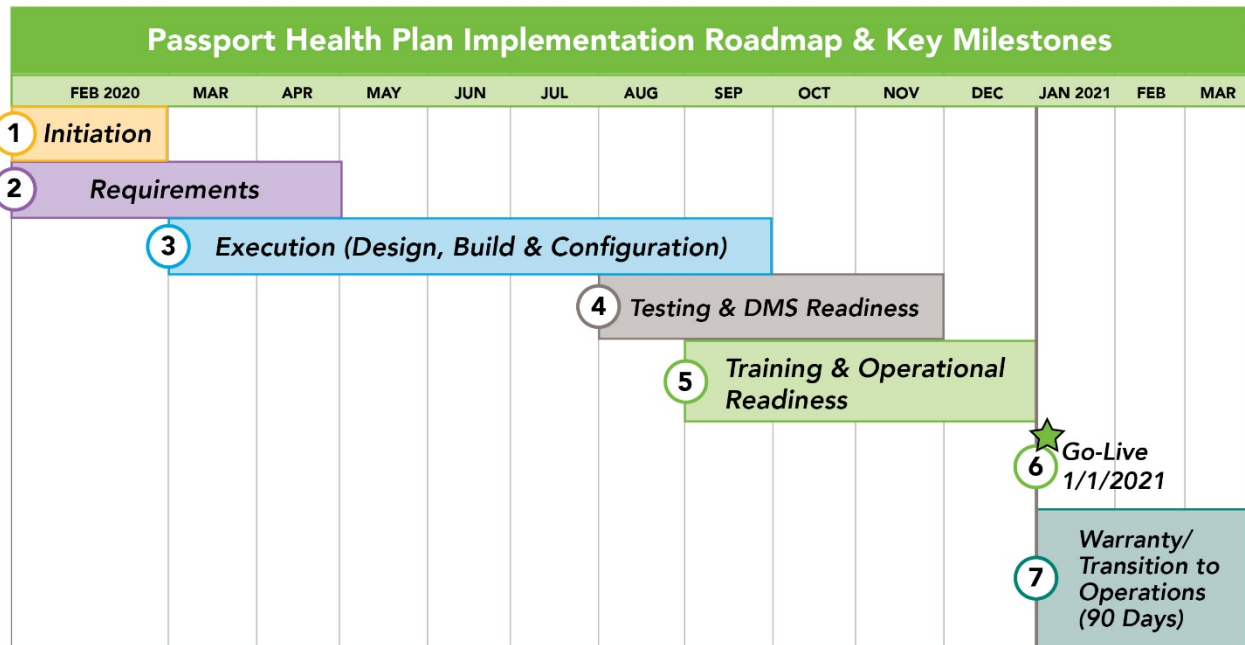 Passport Health Plan Implementation Roadmap & Key Milestones
FEB 2020 MAR APR MAY JUN JUL AUG SEP OCT NOV DEC JAN 2021 FEB MAR
1 Initiation
2 Requirements
3 Execution (Design, Build & Configuration)
4 Testing & DMS Readiness
5 Training & Operational
Readiness
6 Go-Live
1/1/2021
7 Warranty/
Transition to
Operations
(90 Days)